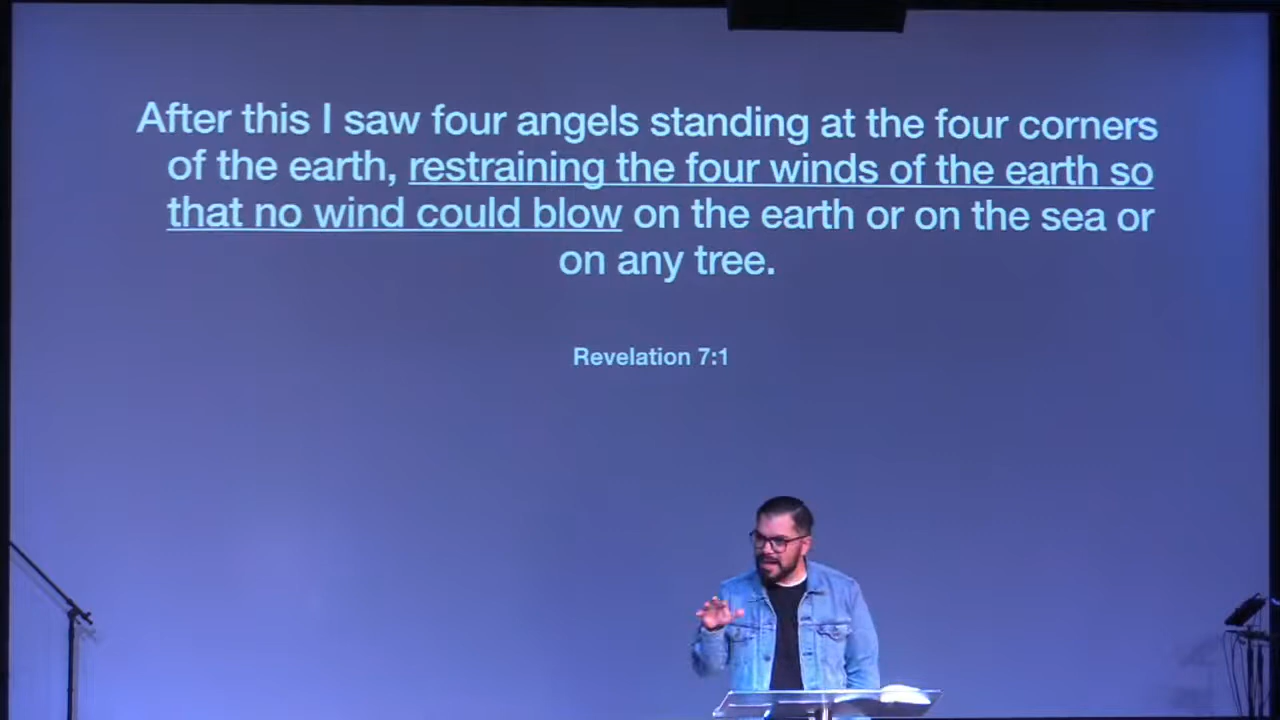 After this I saw four angels standing at the four corners
of the earth, restraining the four winds of the earth so
that no wind could blow on the earth or on the sea or
on any tree.
Revelation 7:1